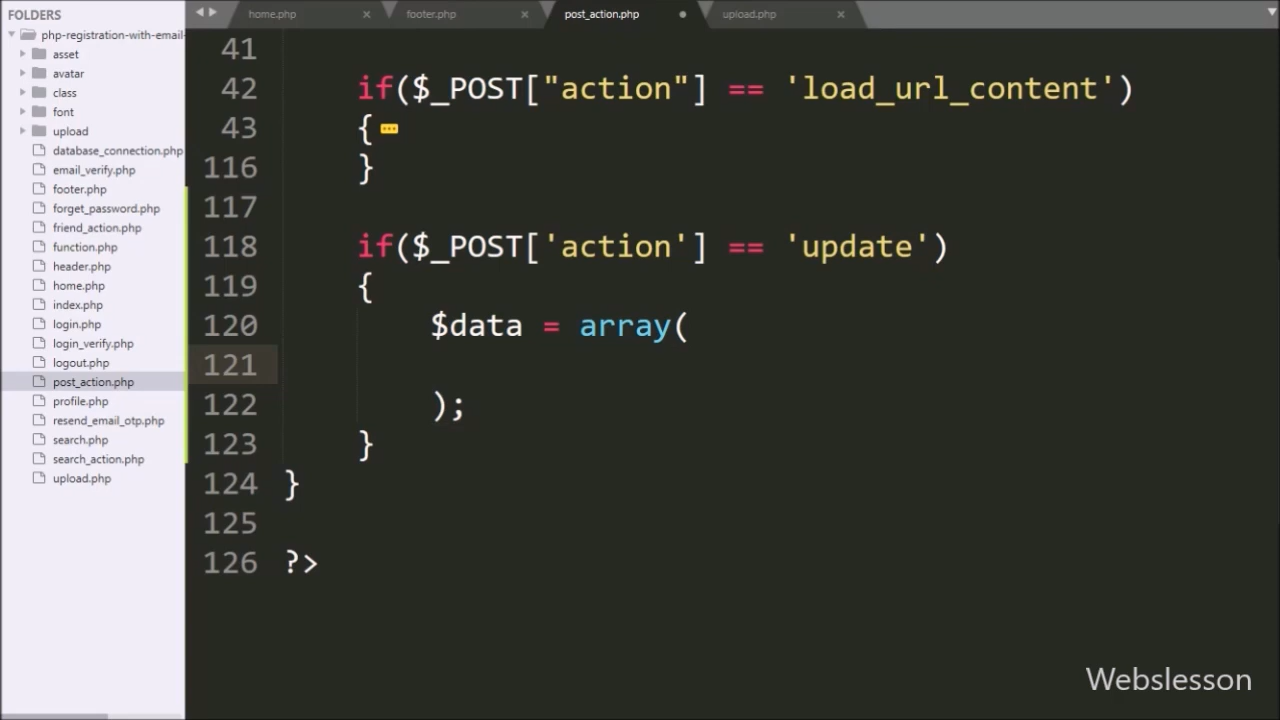 FOLDERS
php-registration-with-email-
asset
avatar
class
font
upload
database_connection.php
email_verify.php
footer.php
forget_password.php
friend_action.php
function.php
header.php
home.php
index.php
login.php
login_verify.php
logout.php
post_action.php
profile.php
resend_email_otp.php
search.php
search_action.php
upload.php
home.php footer.php post_action.php upload.php
41
42 if($_POST["action"] == 'load_url_content')
43 {
116 }
117
118 if($_POST['action'] == 'update')
119 {
120 $data = array(
121
122 );
123 }
124 }
125
126 ?>
Webslesson